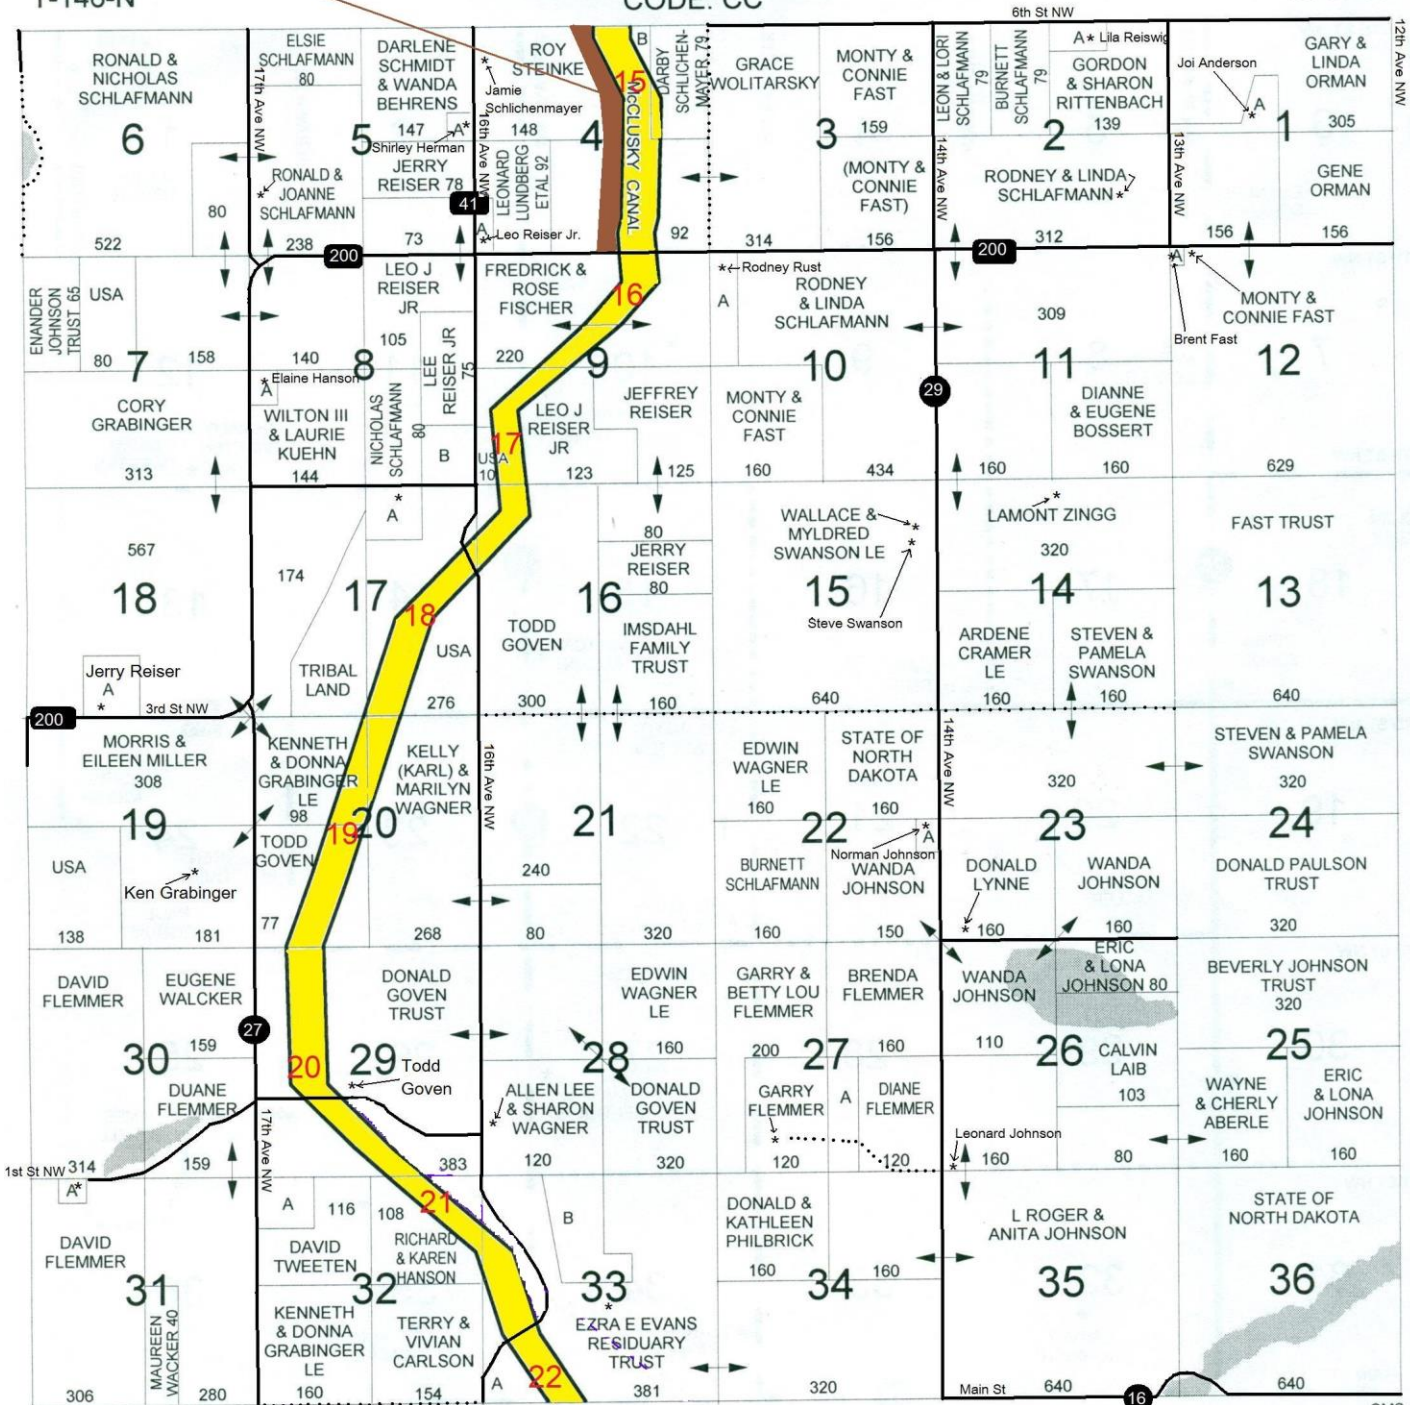 T-146-N
CODE: CC
6th St NW
12th Ave NW
RONALD &
NICHOLAS
SCHLAFMANN
6
80
522
17th Ave NW
ELSIE
SCHLAFMANN
80
DARLENE
SCHMIDT
& WANDA
BEHRENS
147
A*
5
Shirley Herman
JERRY
REISER 78
RONALD &
JOANNE
SCHLAFMANN
238
73
41
200
16th Ave NW
Jamie
Schlichenmayer
ROY
STEINKE
148
4
LEONARD
LUNDBERG
ETAL 92
A
Leo Reiser Jr.
15
B
McCLUSKY CANAL
DARBY
SCHLICHEN-
MAYER 79
92
GRACE
WOLITARSKY
MONTY &
CONNIE
FAST
159
3
(MONTY &
CONNIE
FAST)
314
156
LEON & LORI
SCHLAFMANN
79
BURNETT
SCHLAFMANN
79
A* Lila Reiswig
GORDON
& SHARON
RITTENBACH
139
2
14th Ave NW
RODNEY & LINDA
SCHLAFMANN *
312
200
Joi Anderson
A
GARY &
LINDA
ORMAN
1
305
13th Ave NW
GENE
ORMAN
156
156
ENANDER
JOHNSON
TRUST 65
USA
80
158
7
CORY
GRABINGER
313
140
A
Elaine Hanson
8
WILTON III
& LAURIE
KUEHN
144
LEO J
REISER
JR
105
LEE
REISER JR
75
NICHOLAS
SCHLAFMANN
80
B
FREDRICK &
ROSE
FISCHER
16
220
9
LEO J
REISER
JR
123
JEFFREY
REISER
125
17
USA
10
Rodney Rust
A
RODNEY
& LINDA
SCHLAFMANN
10
MONTY &
CONNIE
FAST
160
434
29
309
11
DIANNE
& EUGENE
BOSSERT
160
160
A
MONTY &
CONNIE FAST
Brent Fast
12
629
567
18
Jerry Reiser
A
*
3rd St NW
200
*
A
174
17
TRIBAL
LAND
18
USA
276
16
TODD
GOVEN
300
80
JERRY
REISER
80
IMSDAHL
FAMILY
TRUST
160
WALLACE &
MYLDRED
SWANSON LE
15
Steve Swanson
640
LAMONT ZINGG
320
14
ARDENE
CRAMER
LE
160
STEVEN &
PAMELA
SWANSON
160
FAST TRUST
13
640
MORRIS &
EILEEN MILLER
308
19
USA
138
Ken Grabinger
181
KENNETH
& DONNA
GRABINGER
LE
98
TODD
GOVEN
77
19
20
KELLY
(KARL) &
MARILYN
WAGNER
268
16th Ave NW
21
240
80
320
EDWIN
WAGNER
LE
160
STATE OF
NORTH
DAKOTA
160
22
Norman Johnson
A
BURNETT
SCHLAFMANN
160
WANDA
JOHNSON
150
14th Ave NW
320
23
DONALD
LYNNE
160
WANDA
JOHNSON
160
STEVEN & PAMELA
SWANSON
320
24
DONALD PAULSON
TRUST
320
DAVID
FLEMMER
EUGENE
WALCKER
30
159
27
DUANE
FLEMMER
1st St NW
314
159
20
DONALD
GOVEN
TRUST
29
Todd
Goven
17th Ave NW
383
EDWIN
WAGNER
LE
160
28
ALLEN LEE
& SHARON
WAGNER
120
DONALD
GOVEN
TRUST
320
GARRY &
BETTY LOU
FLEMMER
200
BRENDA
FLEMMER
160
27
GARRY
FLEMMER
120
A
DIANE
FLEMMER
120
WANDA
JOHNSON
110
ERIC
& LONA
JOHNSON 80
26
CALVIN
LAIB
103
Leonard Johnson
160
80
BEVERLY JOHNSON
TRUST
320
25
WAYNE
& CHERLY
ABERLE
160
ERIC
& LONA
JOHNSON
160
A*
DAVID
FLEMMER
31
MAUREEN
WACKER 40
306
280
A
116
108
21
DAVID
TWEETEN
RICHARD
& KAREN
HANSON
32
KENNETH
& DONNA
GRABINGER
LE
160
TERRY &
VIVIAN
CARLSON
154
B
33
EZRA E EVANS
RESIDUARY
TRUST
A
22
381
DONALD &
KATHLEEN
PHILBRICK
160
160
34
320
L ROGER &
ANITA JOHNSON
35
Main St
640
16
STATE OF
NORTH DAKOTA
36
640